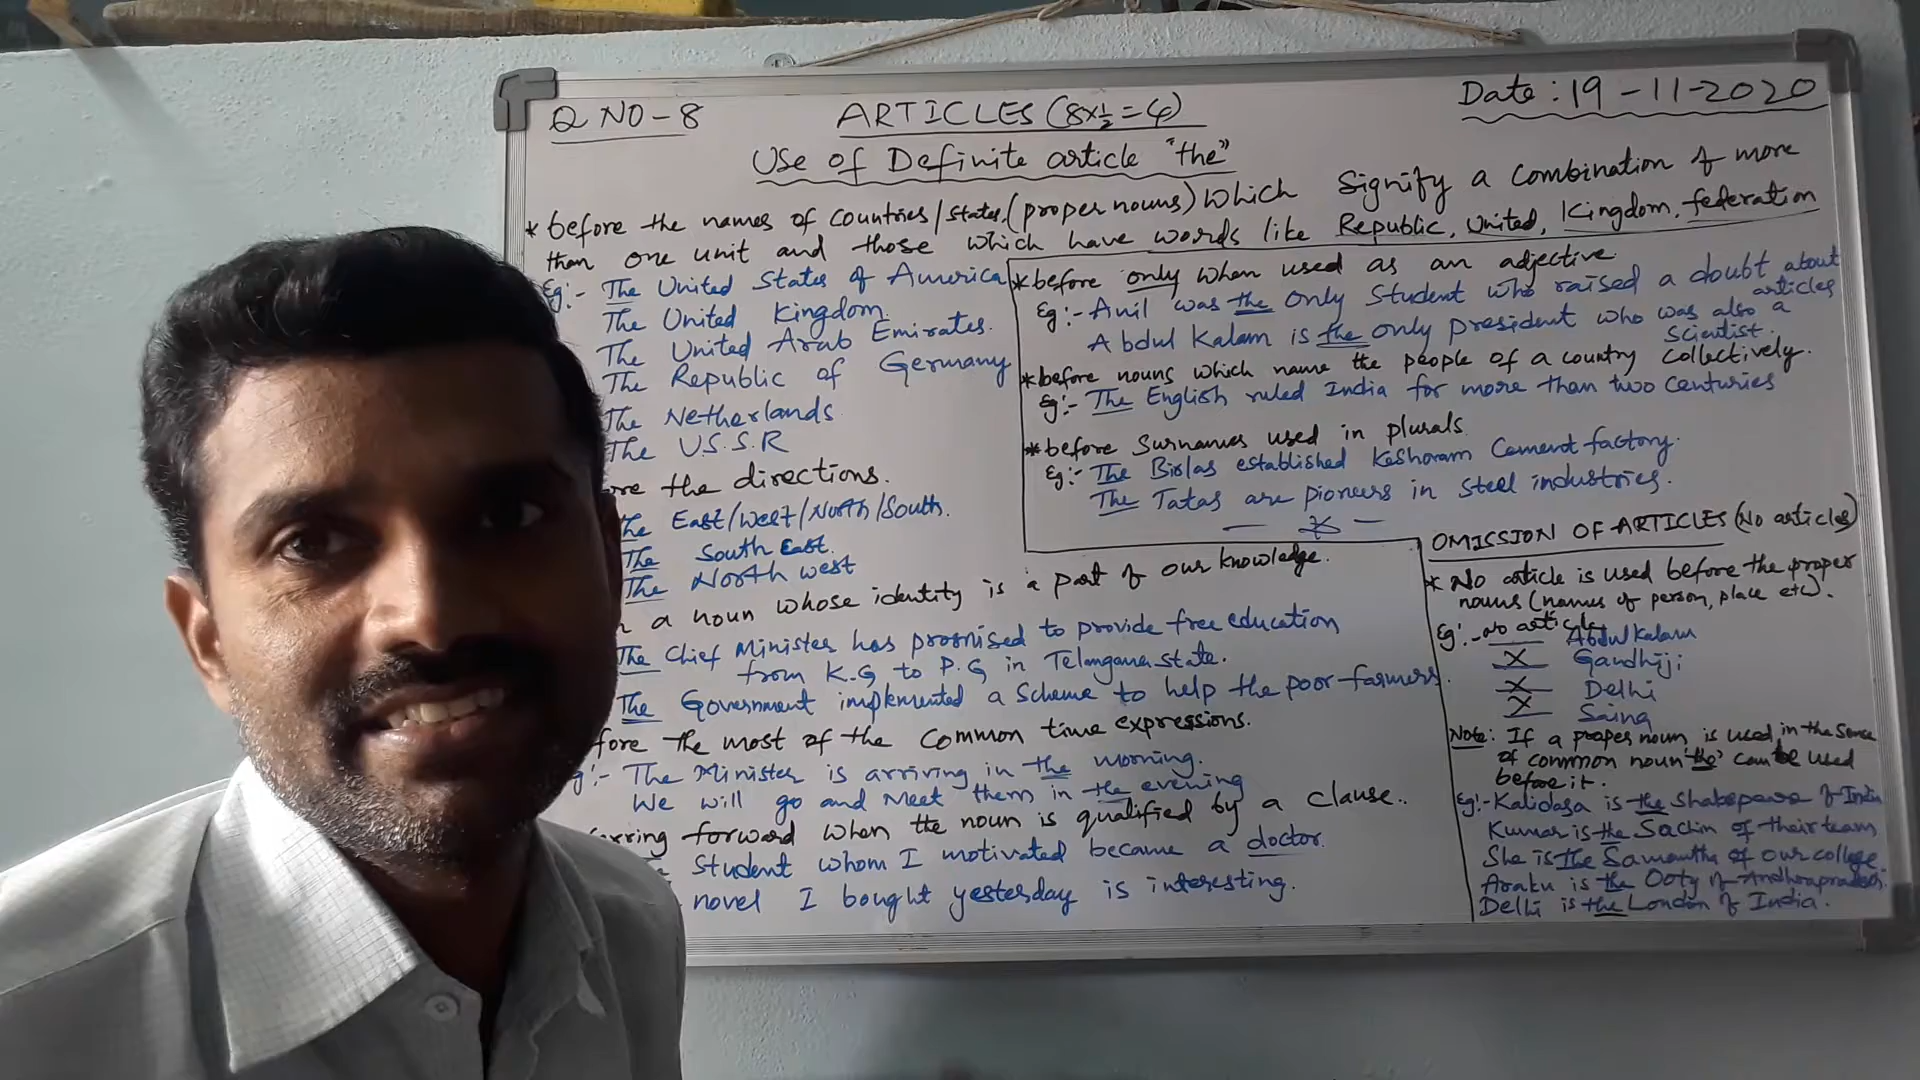 Q NO-8
ARTICLES (8×½=4)
Date: 19-11-2020
Use of Definite article "the"
* before the names of countries/states, (proper nouns) which signify a combination of more
than one unit and those which have words like Republic, United, Kingdom, federation
Eg:- The United States of America
The United Kingdom.
The United Arab Emirates.
The Republic of Germany
The Netherlands
The U.S.S.R
the directions.
the East/West/North/South.
The South East.
The North west
a noun whose identity is a part of our knowledge.
The Chief Minister has promised to provide free education
from K.G to P.G in Telangana state.
The Government implemented a scheme to help the poor farmers.
fore the most of the common time expressions.
g:- The Minister is arriving in the morning.
We will go and meet them in the evening
rring forward when the noun is qualified by a clause..
student whom I motivated became a doctor.
novel I bought yesterday is interesting.
* before only when used as an adjective.
Eg:- Anil was the only student who raised a doubt about
articles
Abdul Kalam is the only president who was also a
scientist.
* before nouns which name the people of a country collectively.
Eg:- The English ruled India for more than two centuries
* before Surnames used in plurals
Eg:- The Birlas established Keshoram Cement factory.
The Tatas are pioneers in steel industries.
— x —
OMISSION OF ARTICLES (No articles)
* No article is used before the proper
nouns (names of person, place etc).
Eg:- no article Abdul Kalam
X Gandhiji
X Delhi
X Saina
Note: If a proper noun is used in the sense
of common noun 'the' can be used
before it.
Eg:- Kalidasa is the Shakespeare of India
Kumar is the Sachin of their team
She is the Samantha of our college
Araku is the Ooty of Andhrapradesh.
Delhi is the London of India.